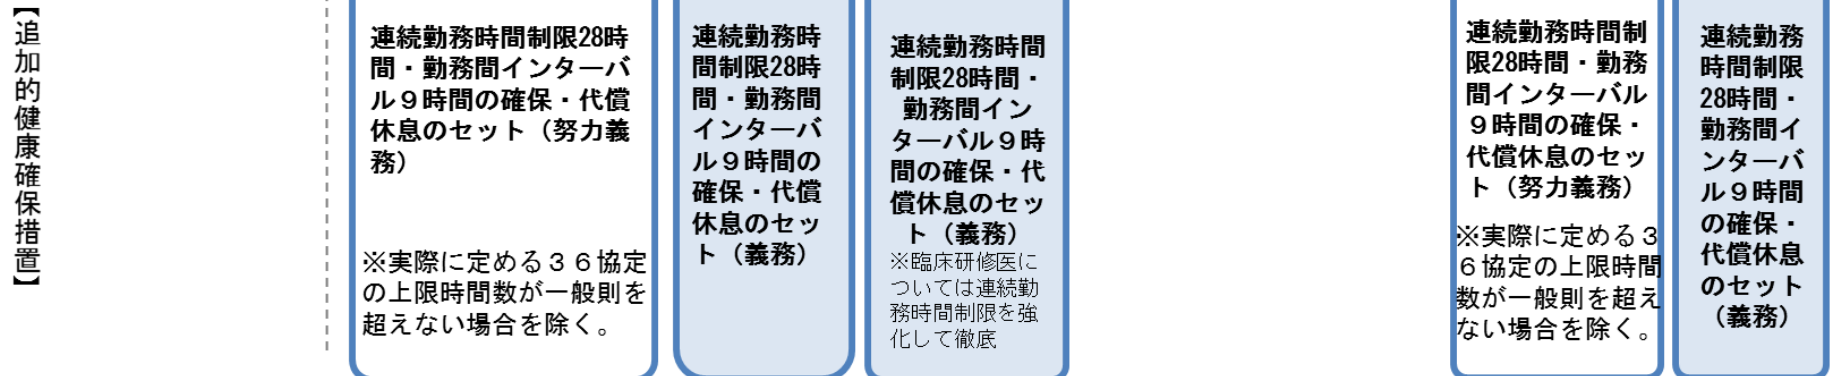 【追加的健康確保措置】
連続勤務時間制限28時
間・勤務間インターバ
ル９時間の確保・代償
休息のセット（努力義
務）
※実際に定める３６協定
の上限時間数が一般則を
超えない場合を除く。
連続勤務時
間制限28時
間・勤務間
インターバ
ル９時間の
確保・代償
休息のセッ
ト（義務）
連続勤務時間
制限28時間・
勤務間イン
ターバル９時
間の確保・代
償休息のセッ
ト（義務）
※臨床研修医に
ついては連続勤
務時間制限を強
化して徹底
連続勤務時間制
限28時間・勤務
間インターバル
９時間の確保・
代償休息のセッ
ト（努力義務）
※実際に定める３
６協定の上限時間
数が一般則を超え
ない場合を除く。
連続勤務
時間制限
28時間・
勤務間イ
ンターバ
ル９時間
の確保・
代償休息
のセット
（義務）